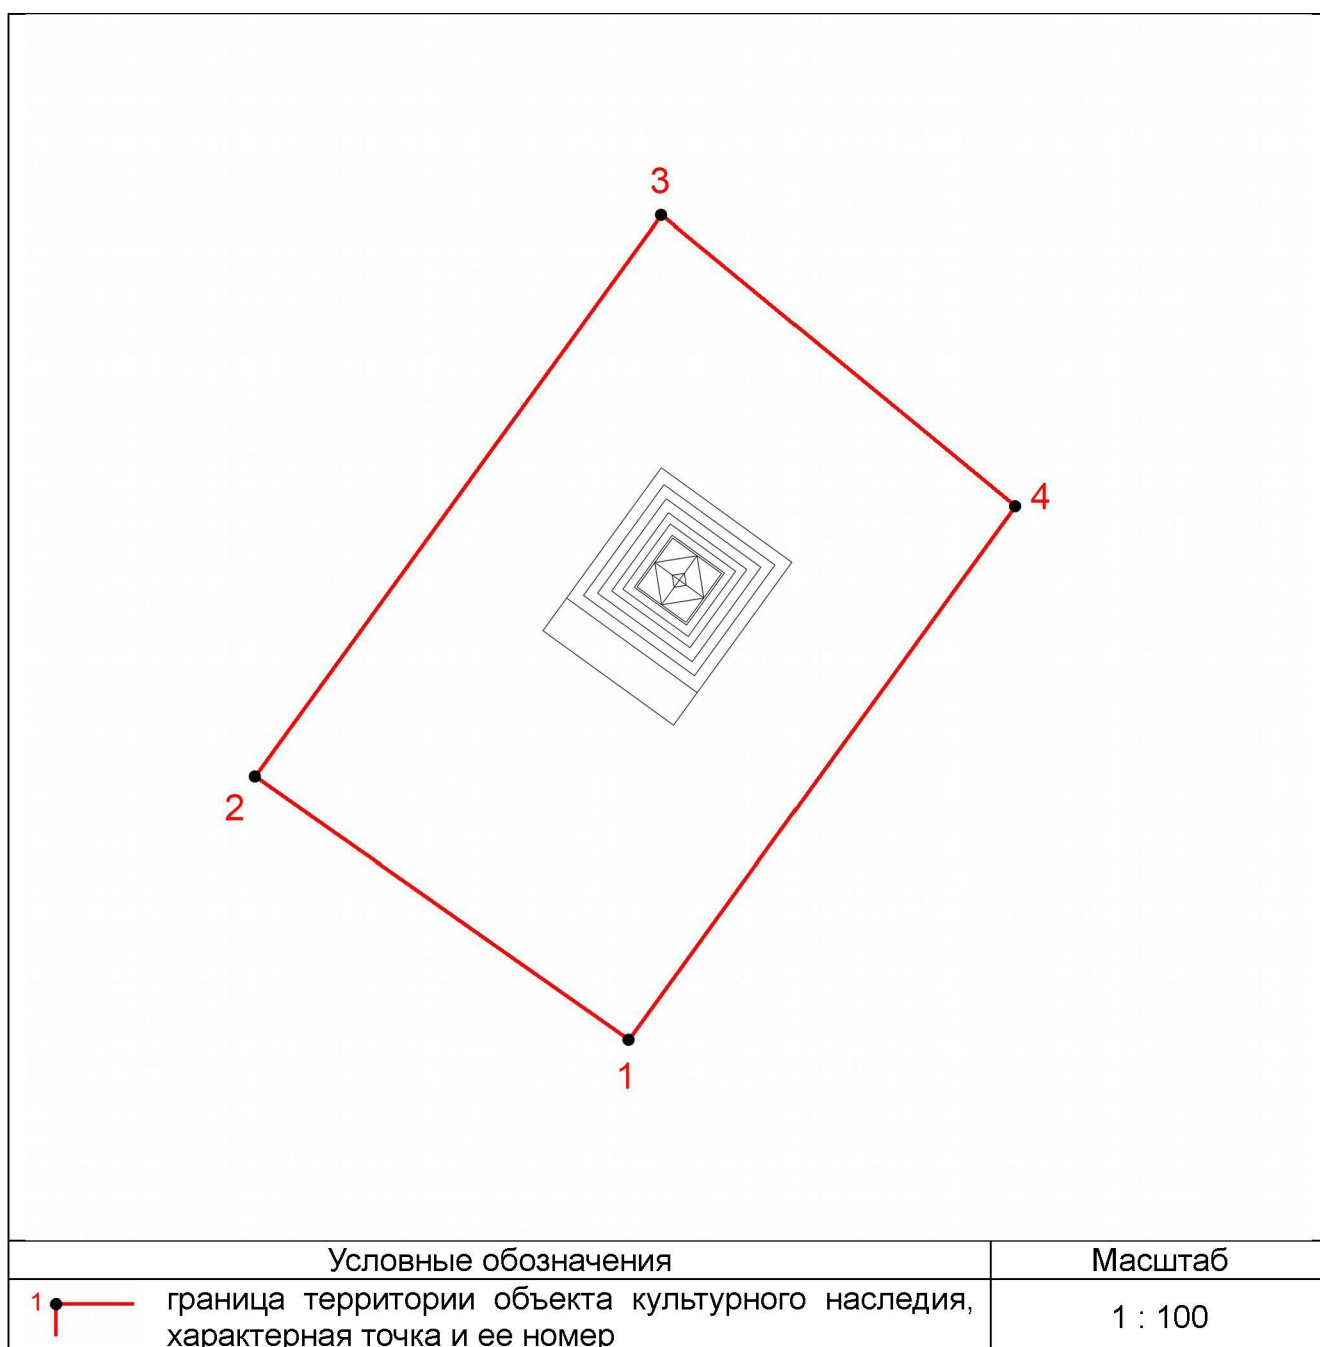 3
4
2
1
Условные обозначения
Масштаб
1
граница территории объекта культурного наследия,
характерная точка и ее номер
1 : 100